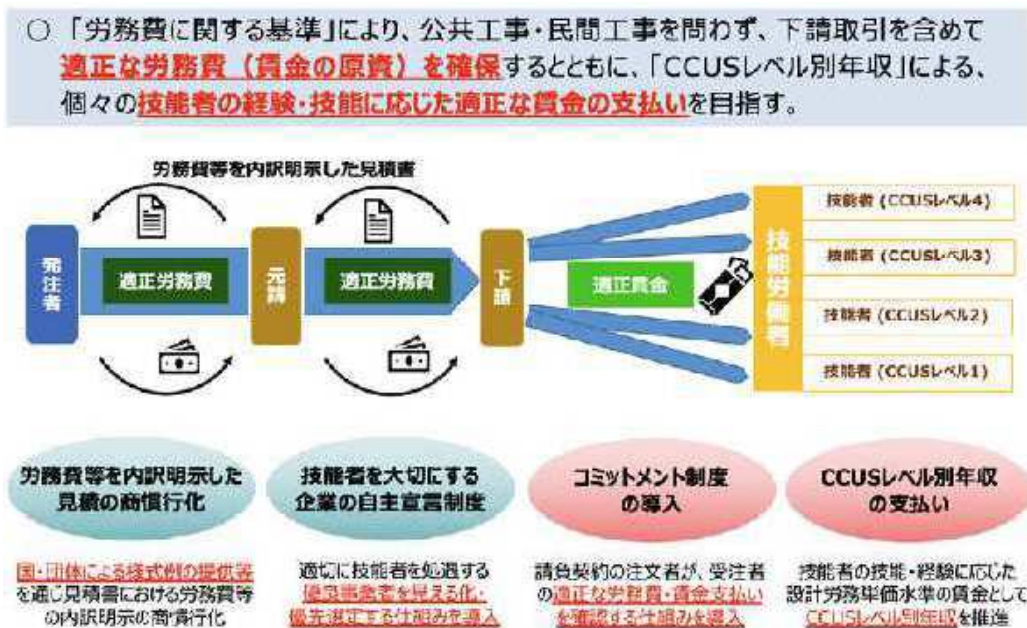 ○ 「労務費に関する基準」により、公共工事・民間工事を問わず、下請取引を含めて
適正な労務費(賃金の原資)を確保するとともに、「CCUSレベル別年収」による、
個々の技能者の経験・技能に応じた適正な賃金の支払いを目指す。
労務費等を内訳明示した見積書
発注者
適正労務費
元請
適正労務費
下請
適正賃金
技能労働者
技能者 (CCUSレベル4)
技能者 (CCUSレベル3)
技能者 (CCUSレベル2)
技能者 (CCUSレベル1)
労務費等を内訳明示した
見積の商慣行化
技能者を大切にする
企業の自主宣言制度
コミットメント制度
の導入
CCUSレベル別年収
の支払い
国・団体による様式例の提供等
を通じ見積書における労務費等
の内訳明示の商慣行化
適切に技能者を処遇する
優良事業者を見える化・
優先選定する仕組みを導入
請負契約の注文者が、受注者
の適正な労務費・賃金支払い
を確認する仕組みを導入
技能者の技能・経験に応じた
設計労務単価水準の賃金として
CCUSレベル別年収を推進